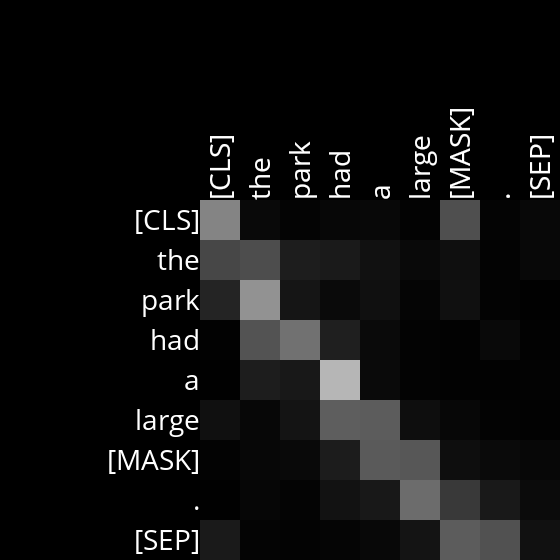 [CLS] the park had a large [MASK] . [SEP]
[CLS]
the
park
had
a
large
[MASK]
.
[SEP]